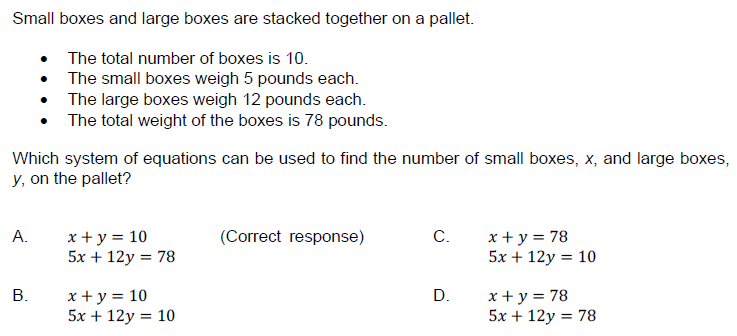 Small boxes and large boxes are stacked together on a pallet.
• The total number of boxes is 10.
• The small boxes weigh 5 pounds each.
• The large boxes weigh 12 pounds each.
• The total weight of the boxes is 78 pounds.
Which system of equations can be used to find the number of small boxes, x, and large boxes,
y, on the pallet?
A. x + y = 10 (Correct response)
5x + 12y = 78
B. x + y = 10
5x + 12y = 10
C. x + y = 78
5x + 12y = 10
D. x + y = 78
5x + 12y = 78